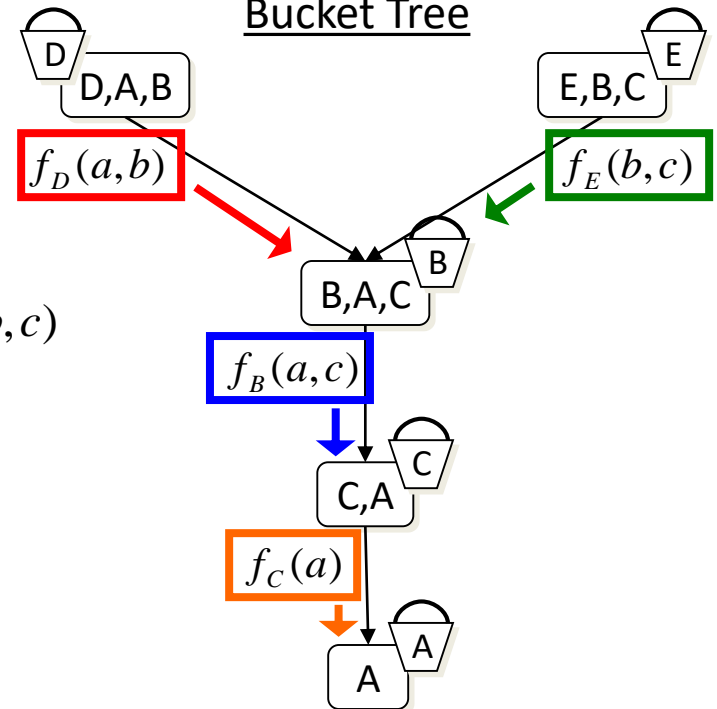 Bucket Tree
D
D,A,B
E
E,B,C
f_D(a,b)
f_E(b,c)
B
B,A,C
,c)
f_B(a,c)
C
C,A
f_C(a)
A
A